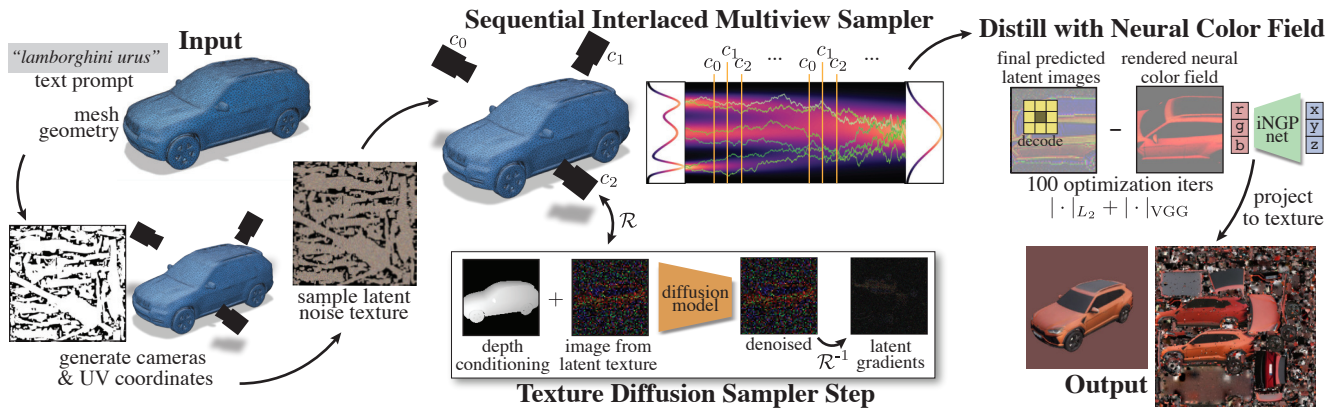 Input
“lamborghini urus”
text prompt
mesh
geometry
generate cameras
& UV coordinates
sample latent
noise texture
Sequential Interlaced Multiview Sampler
c0
c1
c2
c0 c1 c2 ... c0 c1 c2 ...
R
depth
conditioning
+
image from
latent texture
diffusion
model
denoised
R-1
latent
gradients
Texture Diffusion Sampler Step
Distill with Neural Color Field
final predicted
latent images
rendered neural
color field
decode
–
r
g
b
iNGP
net
x
y
z
100 optimization iters
| · |L2 + | · |VGG
project
to texture
Output